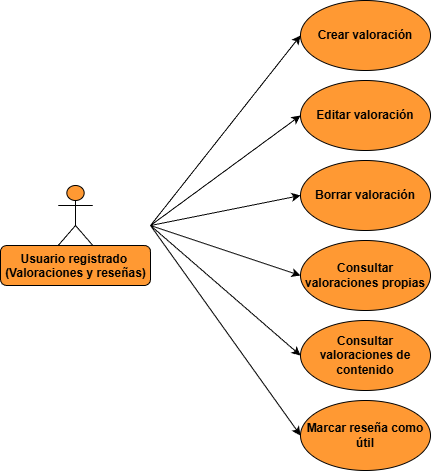 Crear valoración
Editar valoración
Borrar valoración
Usuario registrado
(Valoraciones y reseñas)
Consultar
valoraciones propias
Consultar
valoraciones de
contenido
Marcar reseña como
útil